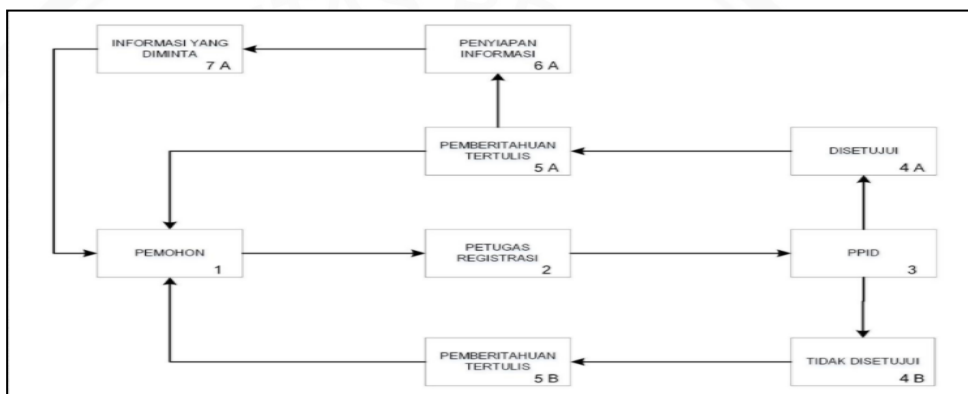 INFORMASI YANG
DIMINTA
7 A
PENYIAPAN
INFORMASI
6 A
PEMBERITAHUAN
TERTULIS
5 A
DISETUJUI
4 A
PEMOHON
1
PETUGAS
REGISTRASI
2
PPID
3
PEMBERITAHUAN
TERTULIS
5 B
TIDAK DISETUJUI
4 B